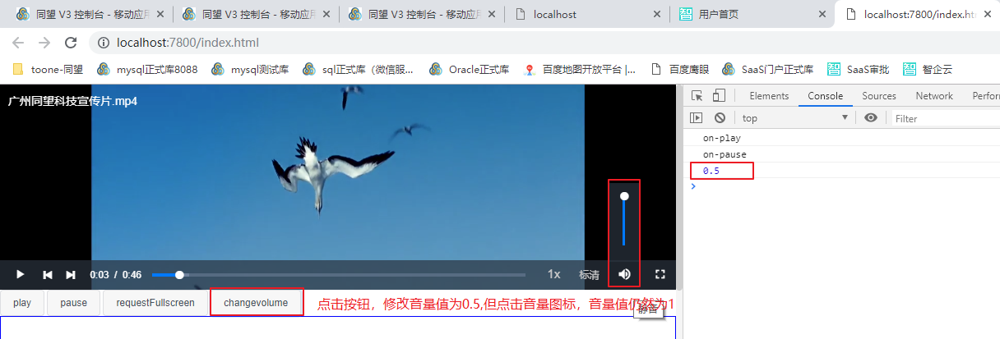 同望 V3 控制台 - 移动应用
同望 V3 控制台 - 移动应用
同望 V3 控制台 - 移动应用
localhost
用户首页
localhost:7800/index.ht
localhost:7800/index.html
toone-同望
mysql正式库8088
mysql测试库
sql正式库（微信服...
Oracle正式库
百度地图开放平台 |...
百度鹰眼
SaaS门户正式库
SaaS审批
智企云
广州同望科技宣传片.mp4
Elements
Console
Sources
Network
Perform
top
Filter
on-play
on-pause
0.5
0:03 / 0:46
1x
标清
play
pause
requestFullscreen
changevolume
点击按钮，修改音量值为0.5,但点击音量图标，音量值仍然为1
静音